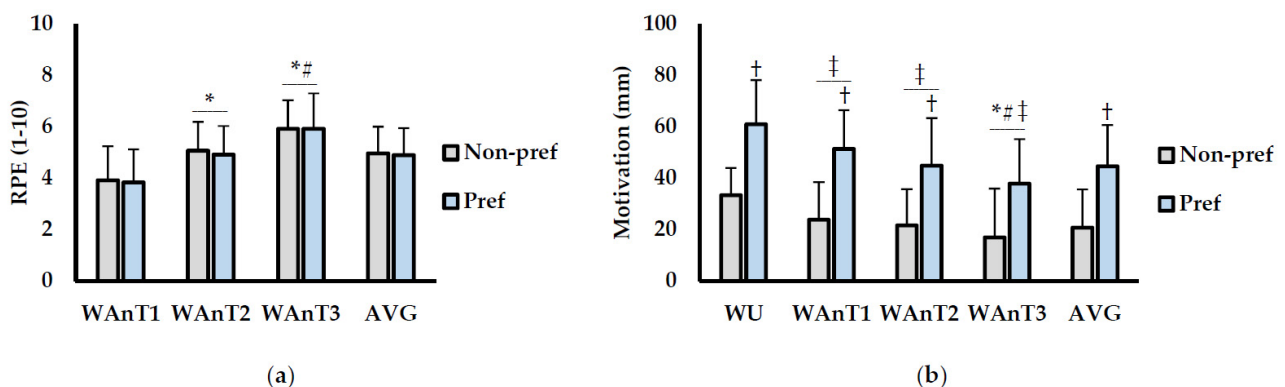 RPE (1-10)
10
8
6
4
2
0
*
*#
WAnT1 WAnT2 WAnT3 AVG
Non-pref
Pref
(a)
Motivation (mm)
100
80
60
40
20
0
†
‡
†
‡
†
*# ‡
†
WU WAnT1 WAnT2 WAnT3 AVG
Non-pref
Pref
(b)